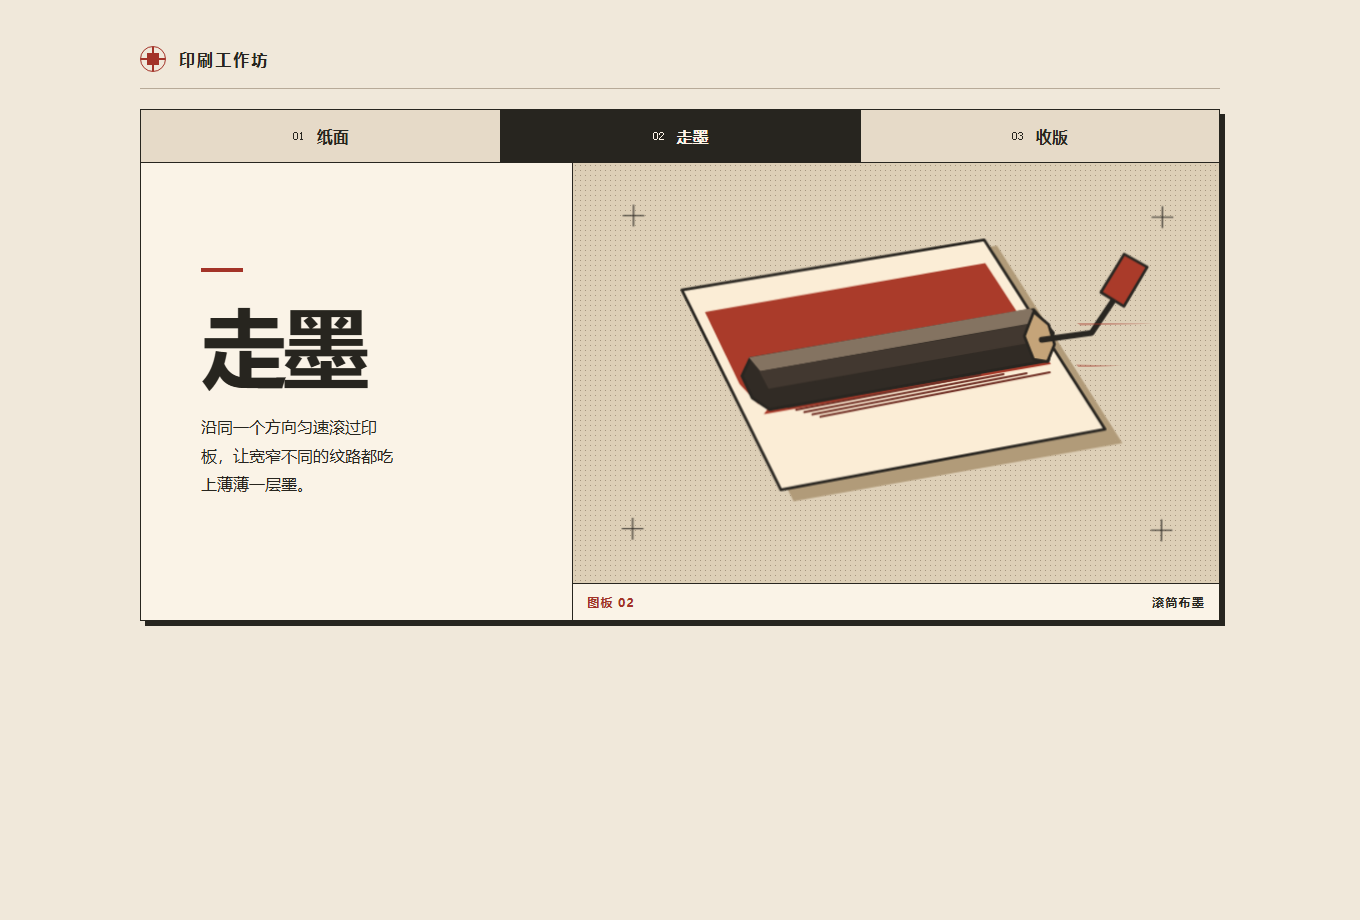 印刷工作坊
01 纸面
02 走墨
03 收版
走墨
沿同一个方向匀速滚过印
板，让宽窄不同的纹路都吃
上薄薄一层墨。
图板 02
滚筒布墨